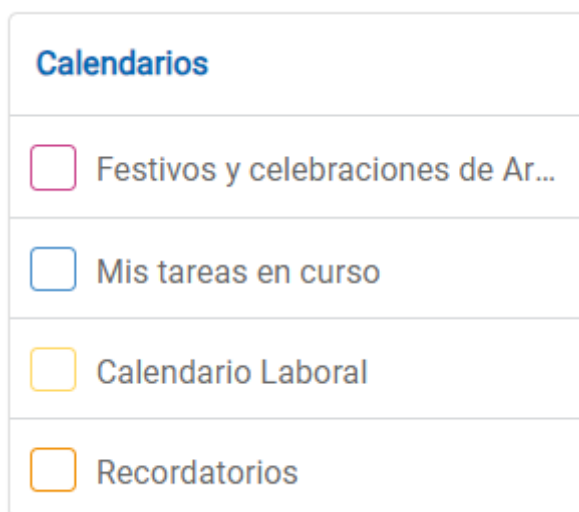 Calendarios
Festivos y celebraciones de Ar...
Mis tareas en curso
Calendario Laboral
Recordatorios